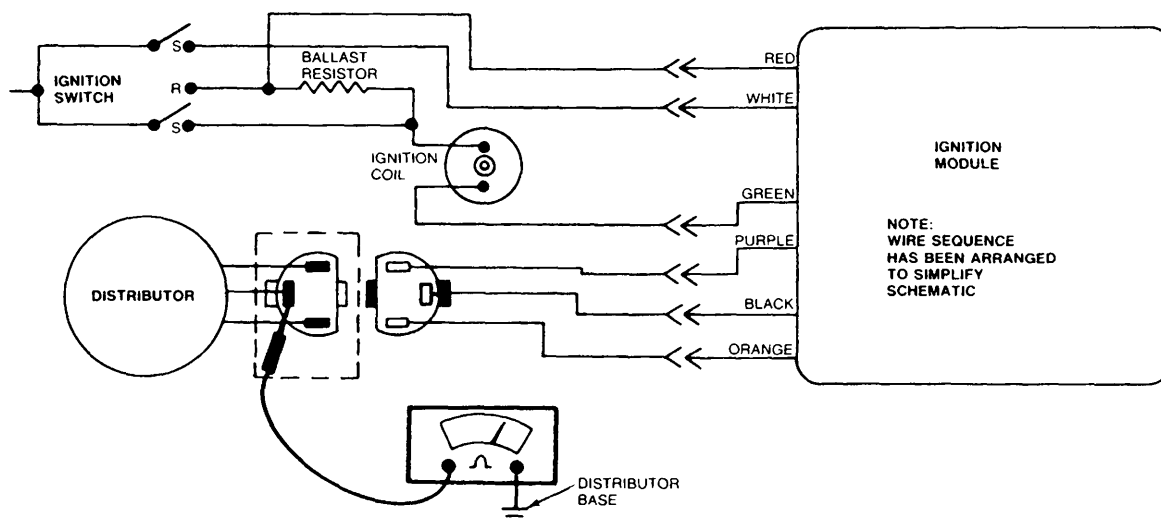 IGNITION
SWITCH
S
R
S
BALLAST
RESISTOR
IGNITION
COIL
RED
WHITE
GREEN
PURPLE
BLACK
ORANGE
IGNITION
MODULE
NOTE:
WIRE SEQUENCE
HAS BEEN ARRANGED
TO SIMPLIFY
SCHEMATIC
DISTRIBUTOR
Ω
DISTRIBUTOR
BASE